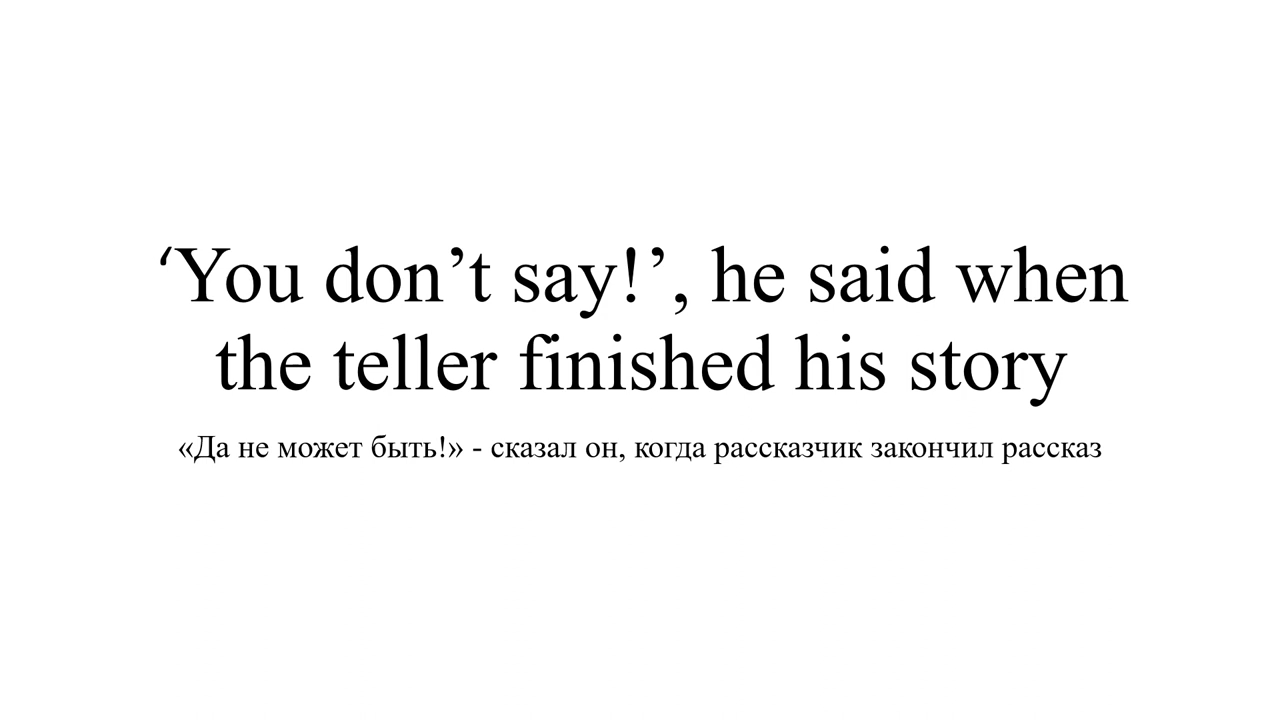 ‘You don’t say!’, he said when
the teller finished his story
«Да не может быть!» - сказал он, когда рассказчик закончил рассказ